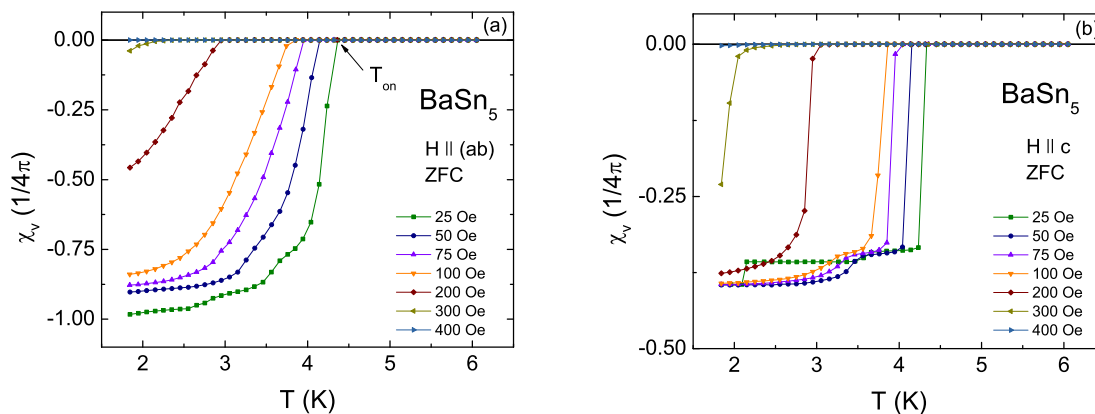 (a)
0.00
-0.25
-0.50
-0.75
-1.00
χv (1/4π)
Ton
BaSn5
H || (ab)
ZFC
25 Oe
50 Oe
75 Oe
100 Oe
200 Oe
300 Oe
400 Oe
2 3 4 5 6
T (K)
(b)
0.00
-0.25
-0.50
χv (1/4π)
BaSn5
H || c
ZFC
25 Oe
50 Oe
75 Oe
100 Oe
200 Oe
300 Oe
400 Oe
2 3 4 5 6
T (K)